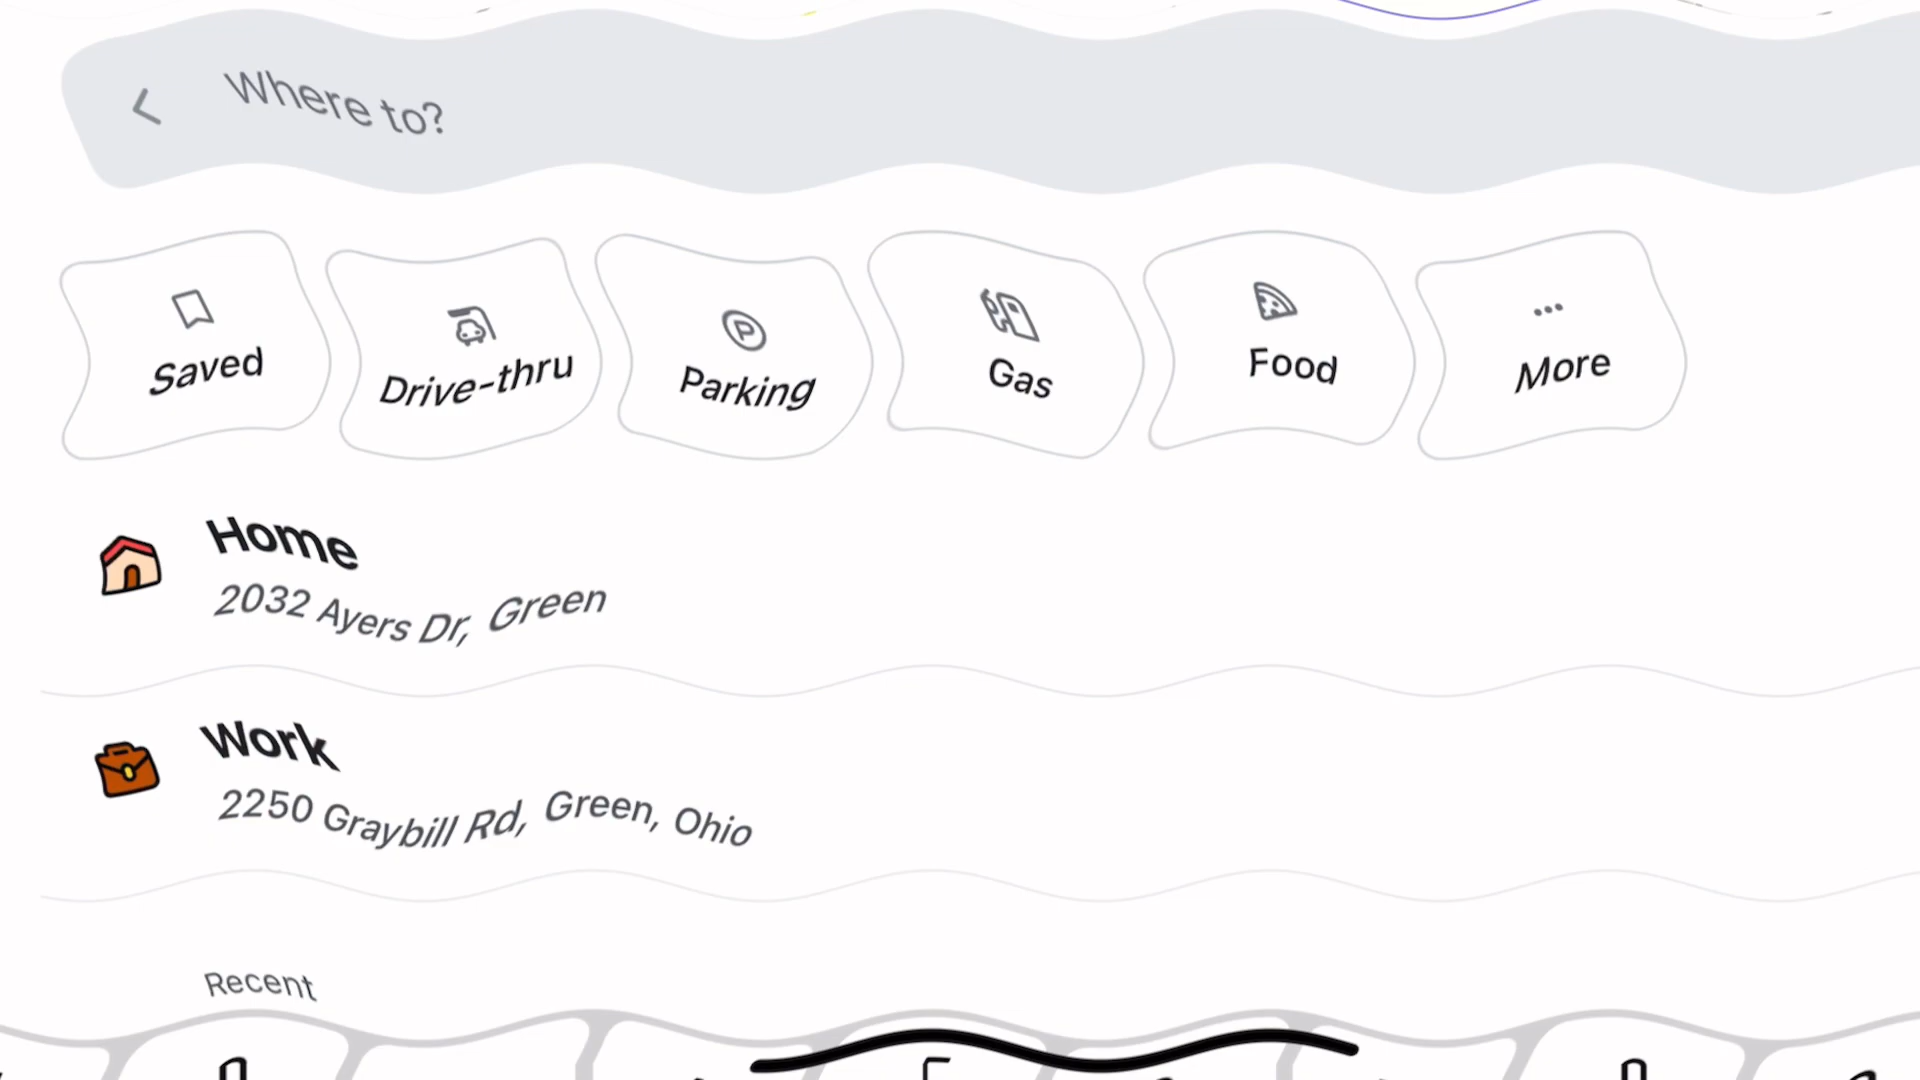 Where to?
Saved
Drive-thru
Parking
Gas
Food
More
Home
2032 Ayers Dr, Green
Work
2250 Graybill Rd, Green, Ohio
Recent